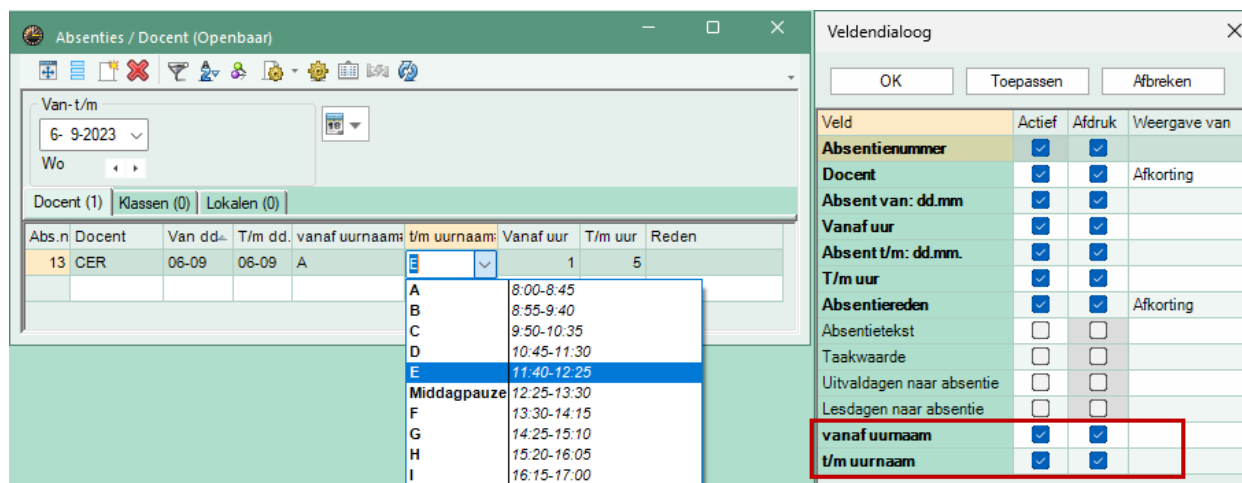 Absenties / Docent (Openbaar)
Van- t/m
6- 9-2023
Wo
Docent (1) Klassen (0) Lokalen (0)
Abs.n Docent Van dd T/m dd. vanaf uurnaam t/m uurnaam Vanaf uur T/m uur Reden
13 CER 06-09 06-09 A E 1 5
A 8:00-8:45
B 8:55-9:40
C 9:50-10:35
D 10:45-11:30
E 11:40-12:25
Middagpauze 12:25-13:30
F 13:30-14:15
G 14:25-15:10
H 15:20-16:05
I 16:15-17:00
Veldendialoog
OK Toepassen Afbreken
Veld Actief Afdruk Weergave van
Absentienummer
Docent Afkorting
Absent van: dd.mm
Vanaf uur
Absent t/m: dd.mm.
T/m uur
Absentiereden Afkorting
Absentietekst
Taakwaarde
Uitvaldagen naar absentie
Lesdagen naar absentie
vanaf uurnaam
t/m uurnaam